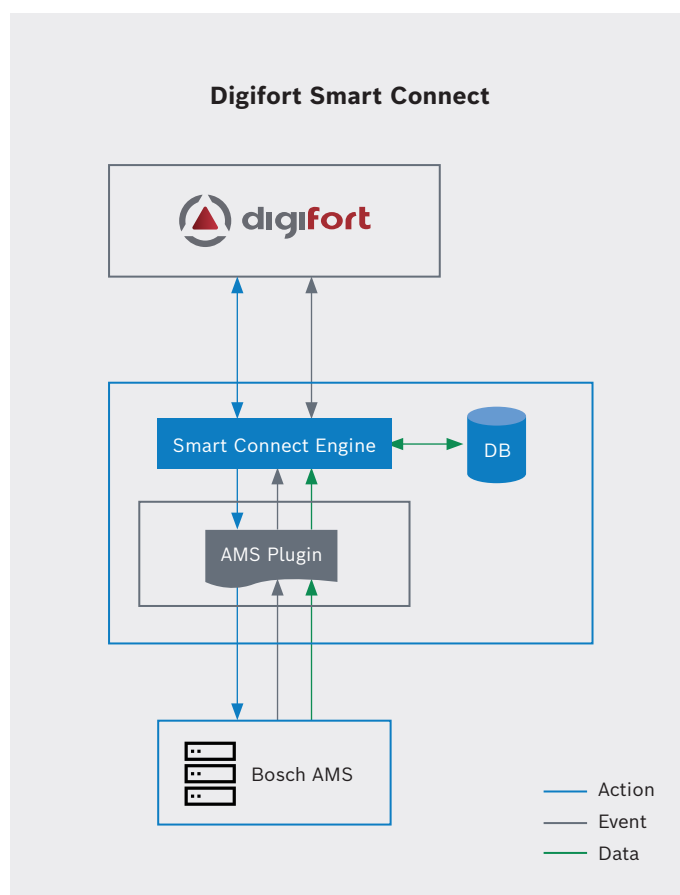 Digifort Smart Connect
digifort
Smart Connect Engine
DB
AMS Plugin
Bosch AMS
Action
Event
Data